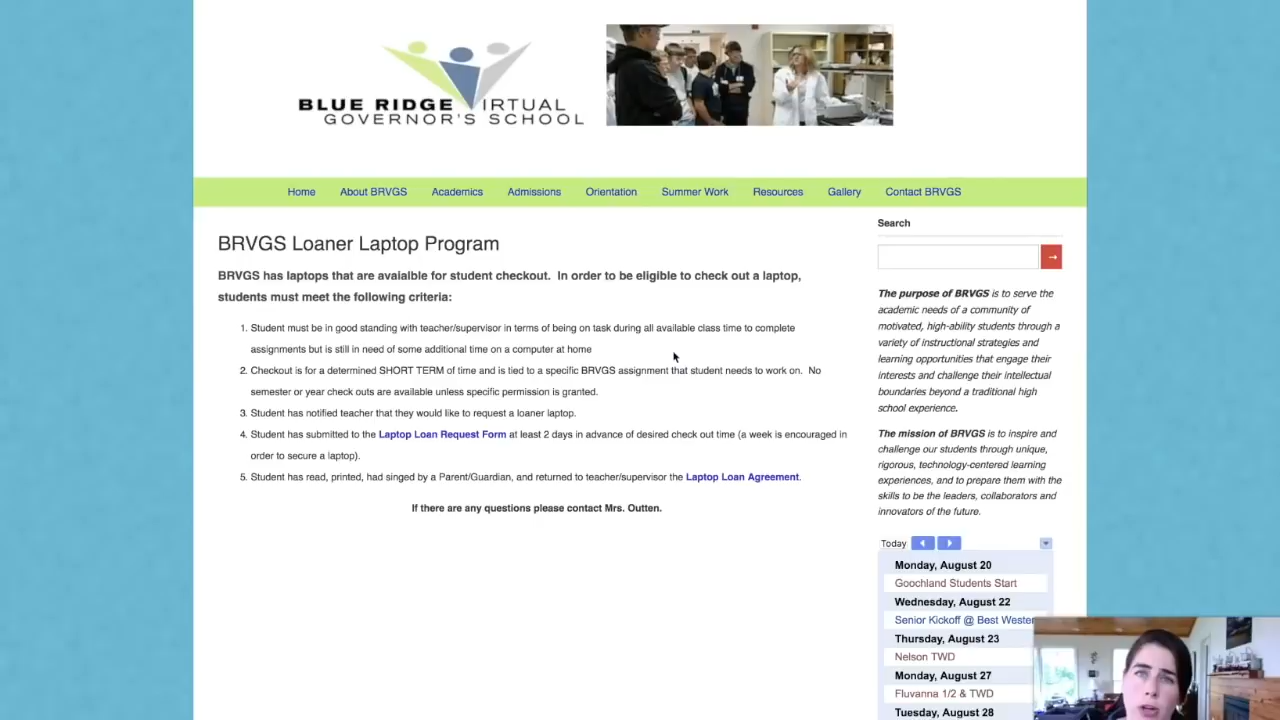 BLUE RIDGE VIRTUAL
GOVERNOR'S SCHOOL
Home About BRVGS Academics Admissions Orientation Summer Work Resources Gallery Contact BRVGS
BRVGS Loaner Laptop Program
BRVGS has laptops that are avaialble for student checkout. In order to be eligible to check out a laptop,
students must meet the following criteria:
1. Student must be in good standing with teacher/supervisor in terms of being on task during all available class time to complete
assignments but is still in need of some additional time on a computer at home
2. Checkout is for a determined SHORT TERM of time and is tied to a specific BRVGS assignment that student needs to work on. No
semester or year check outs are available unless specific permission is granted.
3. Student has notified teacher that they would like to request a loaner laptop.
4. Student has submitted to the Laptop Loan Request Form at least 2 days in advance of desired check out time (a week is encouraged in
order to secure a laptop).
5. Student has read, printed, had singed by a Parent/Guardian, and returned to teacher/supervisor the Laptop Loan Agreement.
If there are any questions please contact Mrs. Outten.
Search
→
The purpose of BRVGS is to serve the
academic needs of a community of
motivated, high-ability students through a
variety of instructional strategies and
learning opportunities that engage their
interests and challenge their intellectual
boundaries beyond a traditional high
school experience.
The mission of BRVGS is to inspire and
challenge our students through unique,
rigorous, technology-centered learning
experiences, and to prepare them with the
skills to be the leaders, collaborators and
innovators of the future.
Today
Monday, August 20
Goochland Students Start
Wednesday, August 22
Senior Kickoff @ Best Wester
Thursday, August 23
Nelson TWD
Monday, August 27
Fluvanna 1/2 & TWD
Tuesday, August 28